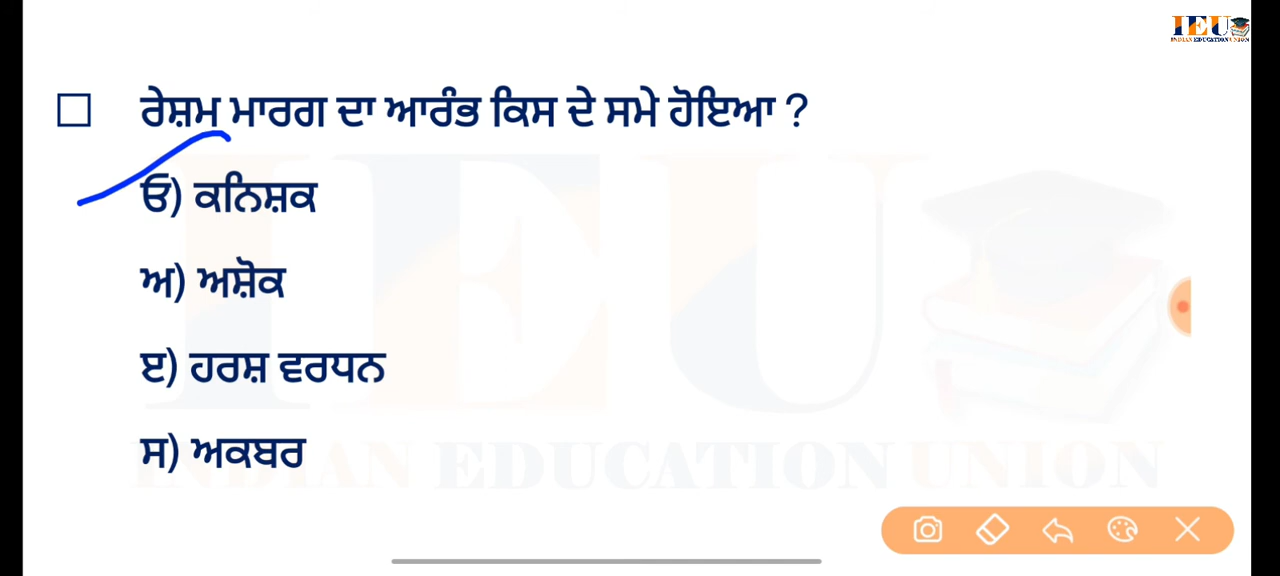 IEU
INDIAN EDUCATION UNION
ਰੇਸ਼ਮ ਮਾਰਗ ਦਾ ਆਰੰਭ ਕਿਸ ਦੇ ਸਮੇ ਹੋਇਆ ?
ੳ) ਕਨਿਸ਼ਕ
ਅ) ਅਸ਼ੋਕ
ੲ) ਹਰਸ਼ ਵਰਧਨ
ਸ) ਅਕਬਰ
IEU
INDIAN EDUCATION UNION